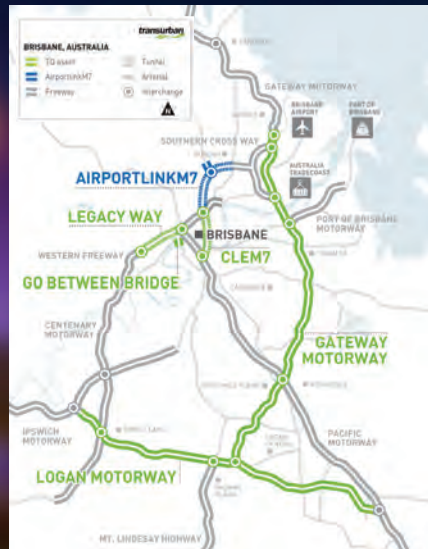 transurban
BRISBANE, AUSTRALIA
TQ asset
Tunnel
AirportlinkM7
Arterial
Freeway
Interchange
N
GATEWAY MOTORWAY
BRISBANE
AIRPORT
PORT OF
BRISBANE
SOUTHERN CROSS WAY
AUSTRALIA
TRADECOAST
AIRPORTLINKM7
LEGACY WAY
PORT OF BRISBANE
MOTORWAY
BRISBANE
WESTERN FREEWAY
CLEM7
GO BETWEEN BRIDGE
CENTENARY
MOTORWAY
GATEWAY
MOTORWAY
IPSWICH
MOTORWAY
PACIFIC
MOTORWAY
LOGAN MOTORWAY
MT. LINDESAY HIGHWAY